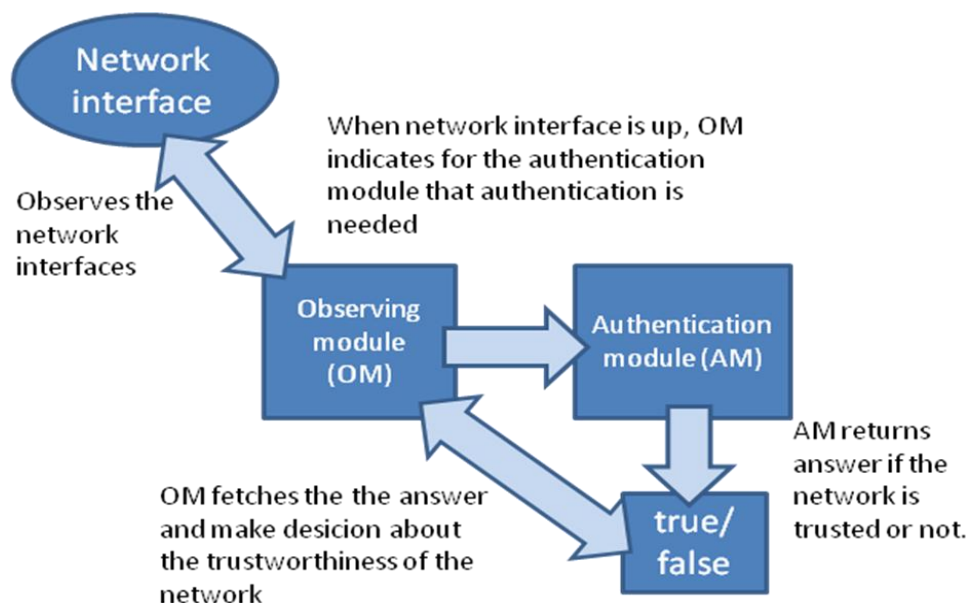 Network
interface
When network interface is up, OM
indicates for the authentication
module that authentication is
needed
Observes the
network
interfaces
Observing
module
(OM)
Authentication
module (AM)
AM returns
answer if the
network is
trusted or not.
OM fetches the the answer
and make desicion about
the trustworthiness of the
network
true/
false